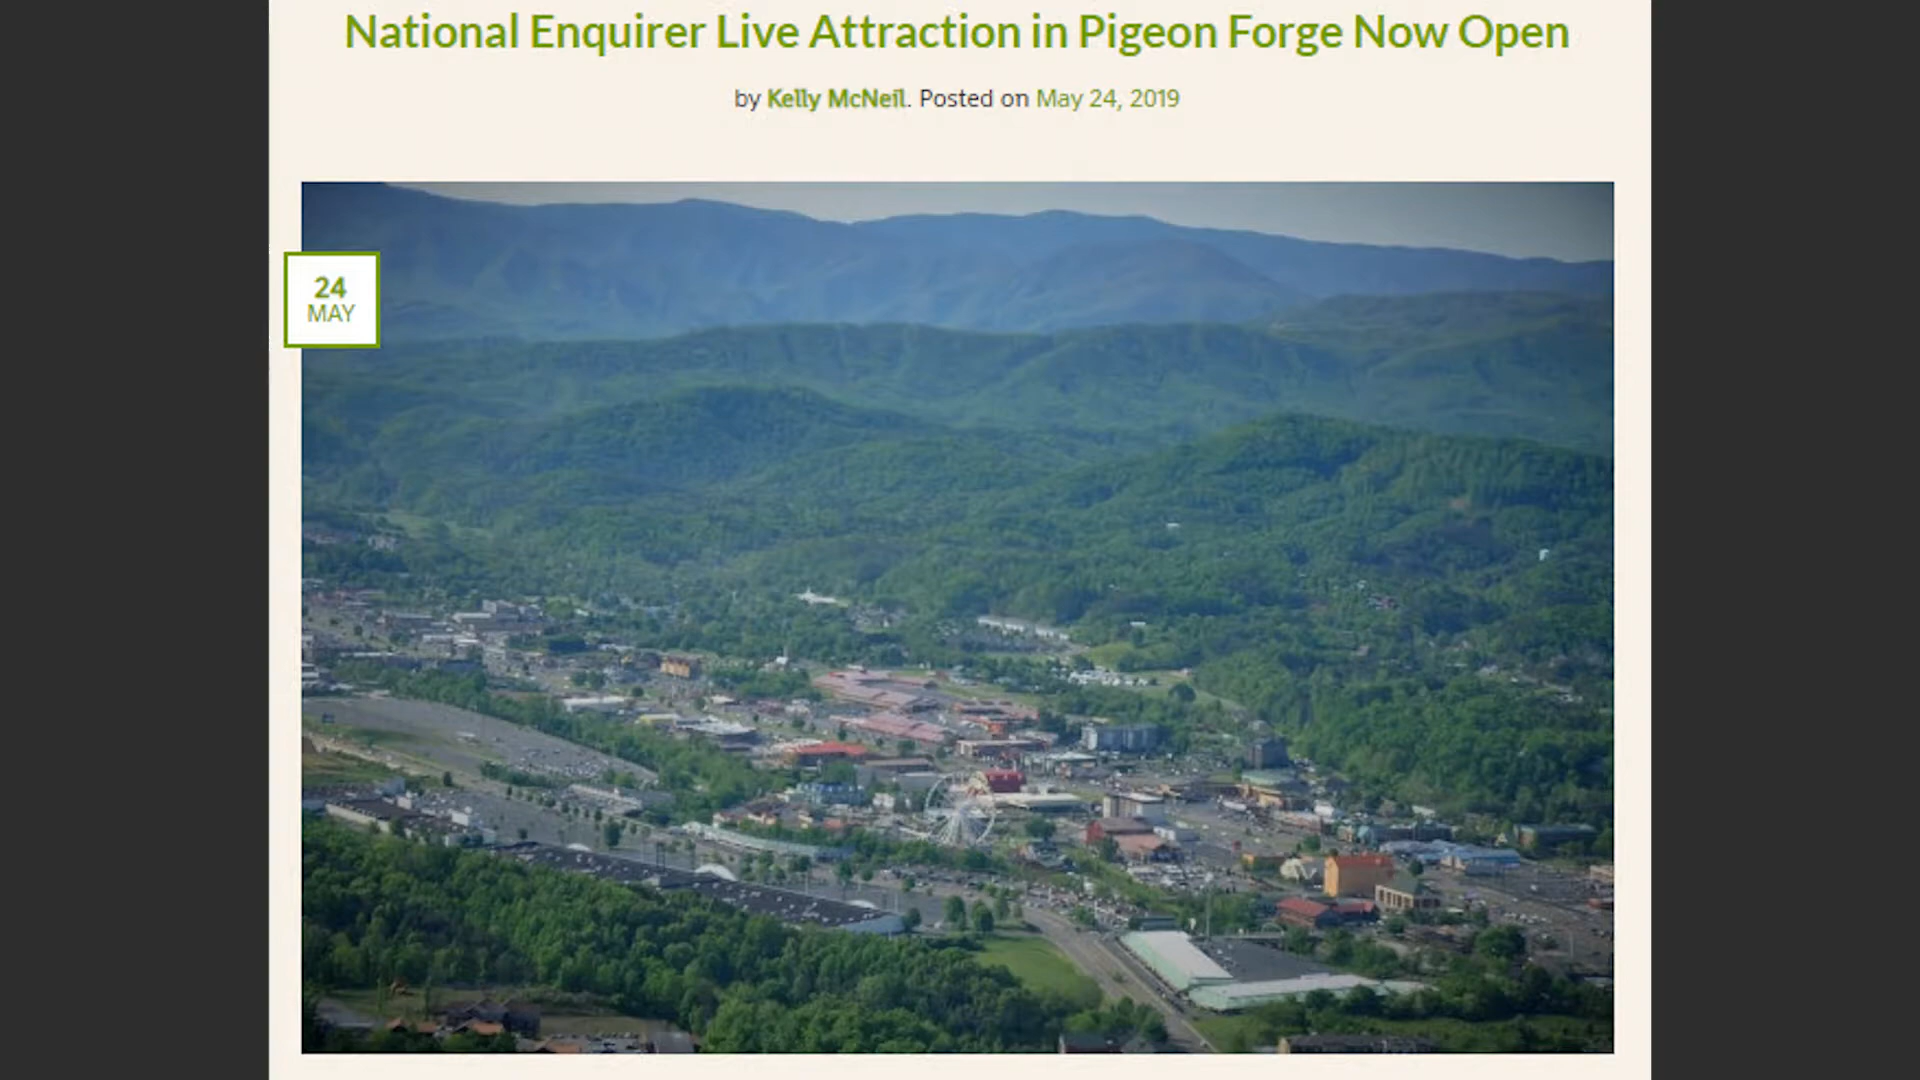 National Enquirer Live Attraction in Pigeon Forge Now Open
by Kelly McNeil. Posted on May 24, 2019
24
MAY